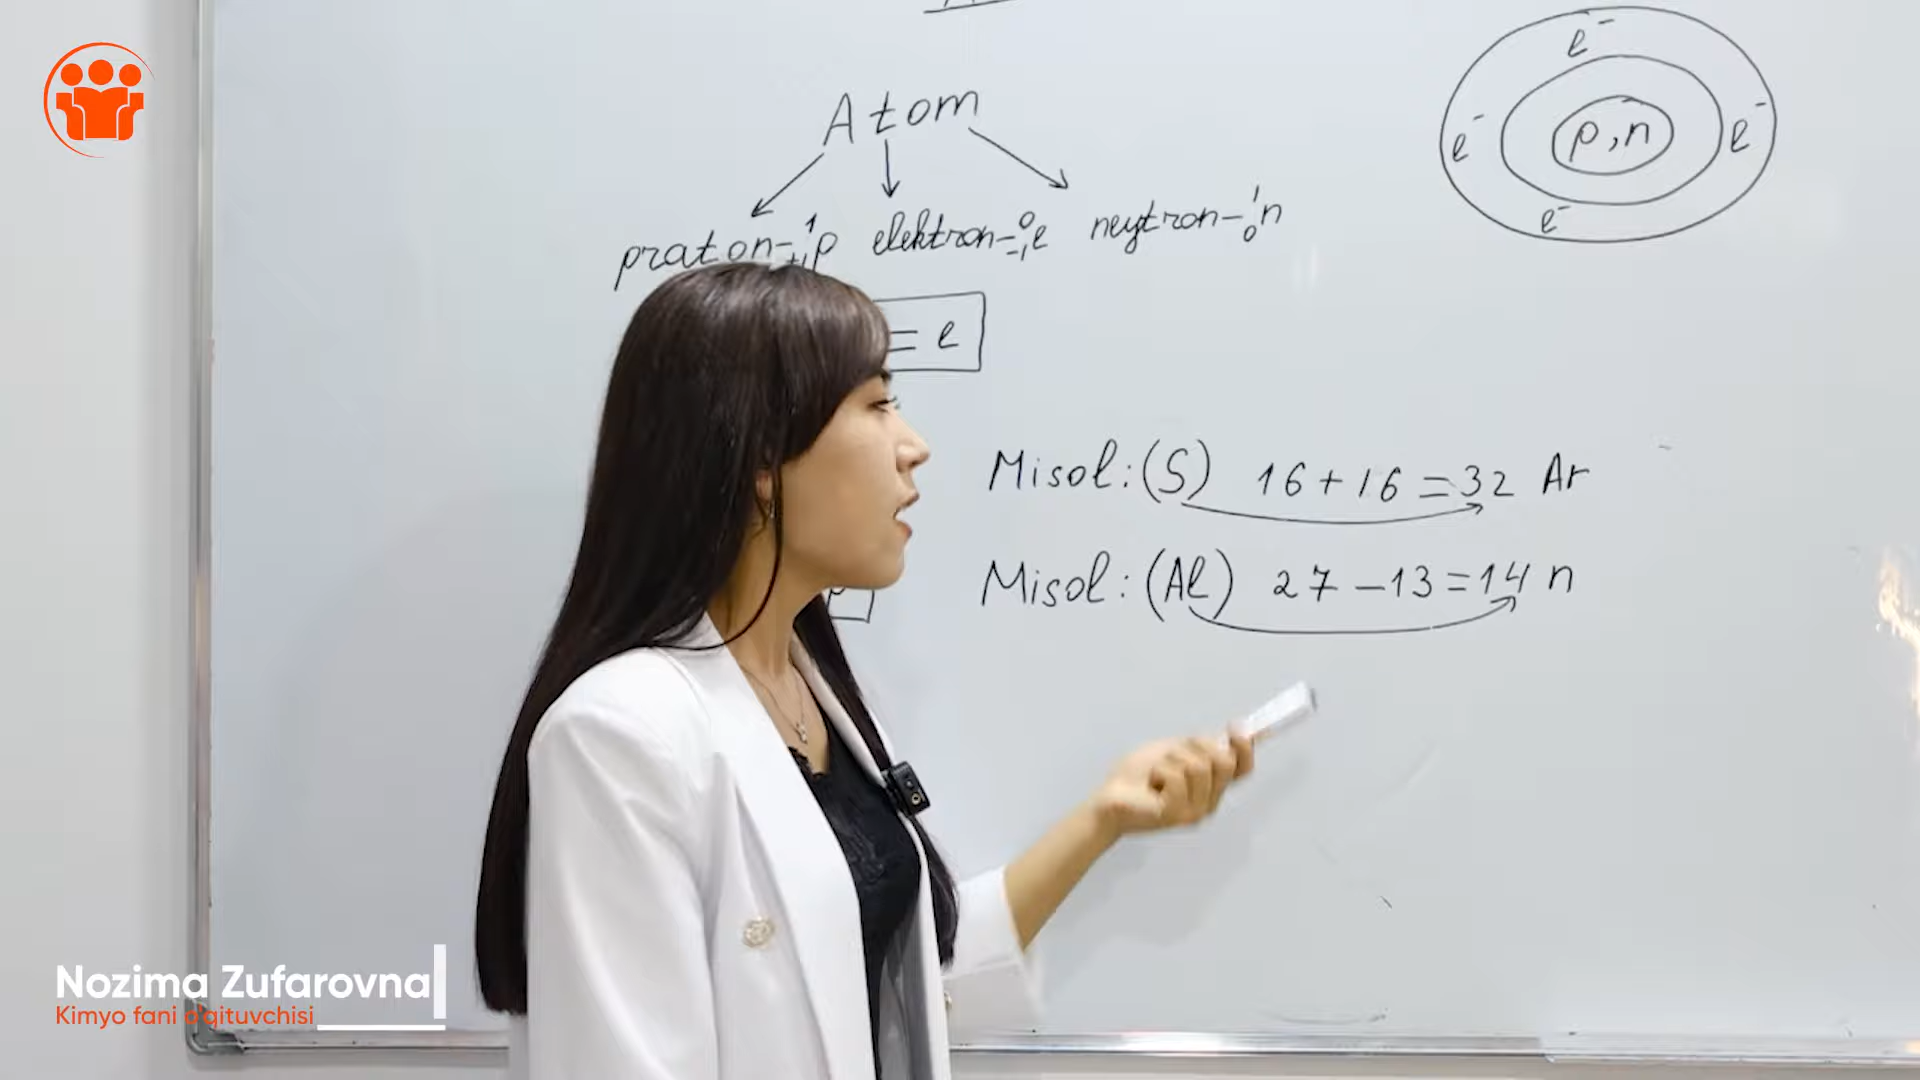 Atom
proton-¹₊₁p elektron-⁰₋₁e neytron-¹₀n
= e
e⁻
e⁻ p,n e⁻
e⁻
Misol: (S) 16+16=32 Ar
Misol: (Al) 27-13=14 n
Nozima Zufarovna
Kimyo fani o'qituvchisi